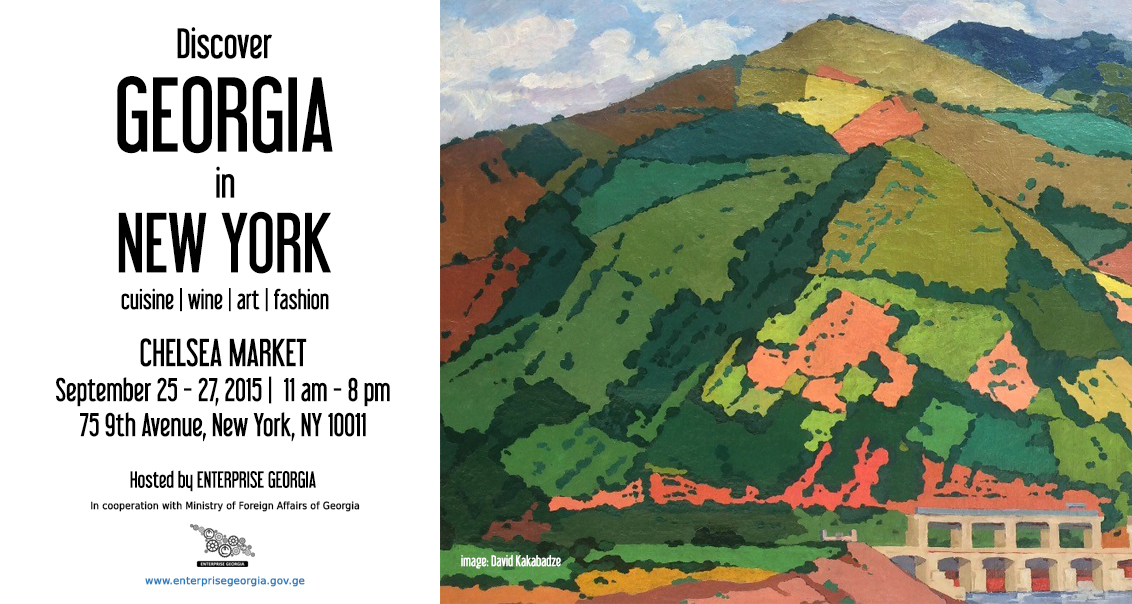 Discover
GEORGIA
in
NEW YORK
cuisine | wine | art | fashion
CHELSEA MARKET
September 25 - 27, 2015 | 11 am - 8 pm
75 9th Avenue, New York, NY 10011
Hosted by ENTERPRISE GEORGIA
In cooperation with Ministry of Foreign Affairs of Georgia
ENTERPRISE GEORGIA
www.enterprisegeorgia.gov.ge
image: David Kakabadze